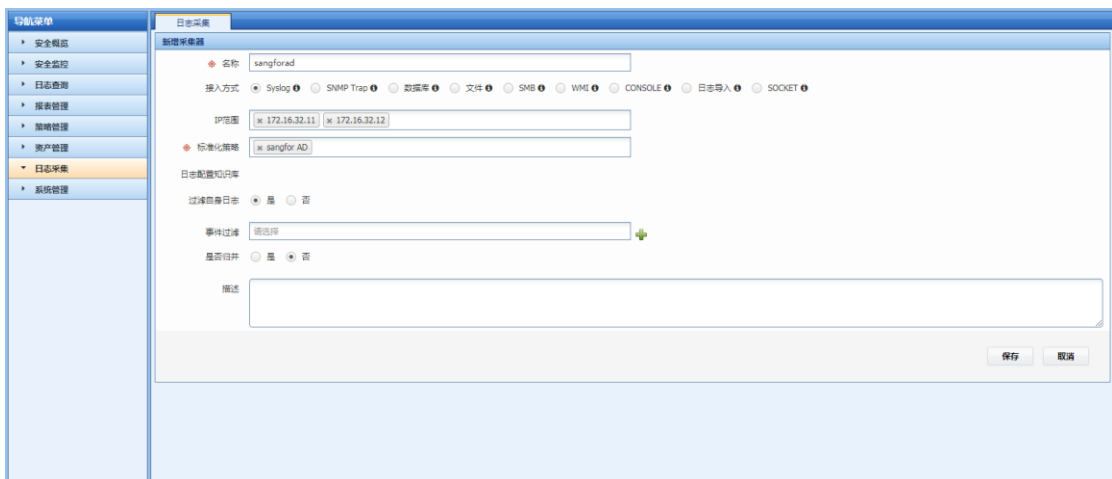 导航菜单
安全概览
安全监控
日志查询
报表管理
策略管理
资产管理
日志采集
系统管理
日志采集
新增采集器
名称 sangforad
接入方式 Syslog SNMP Trap 数据库 文件 SMB WMI CONSOLE 日志导入 SOCKET
IP范围 × 172.16.32.11 × 172.16.32.12
标准化策略 × sangfor AD
日志配置知识库
过滤自身日志 是 否
事件过滤 请选择
是否归并 是 否
描述
保存 取消